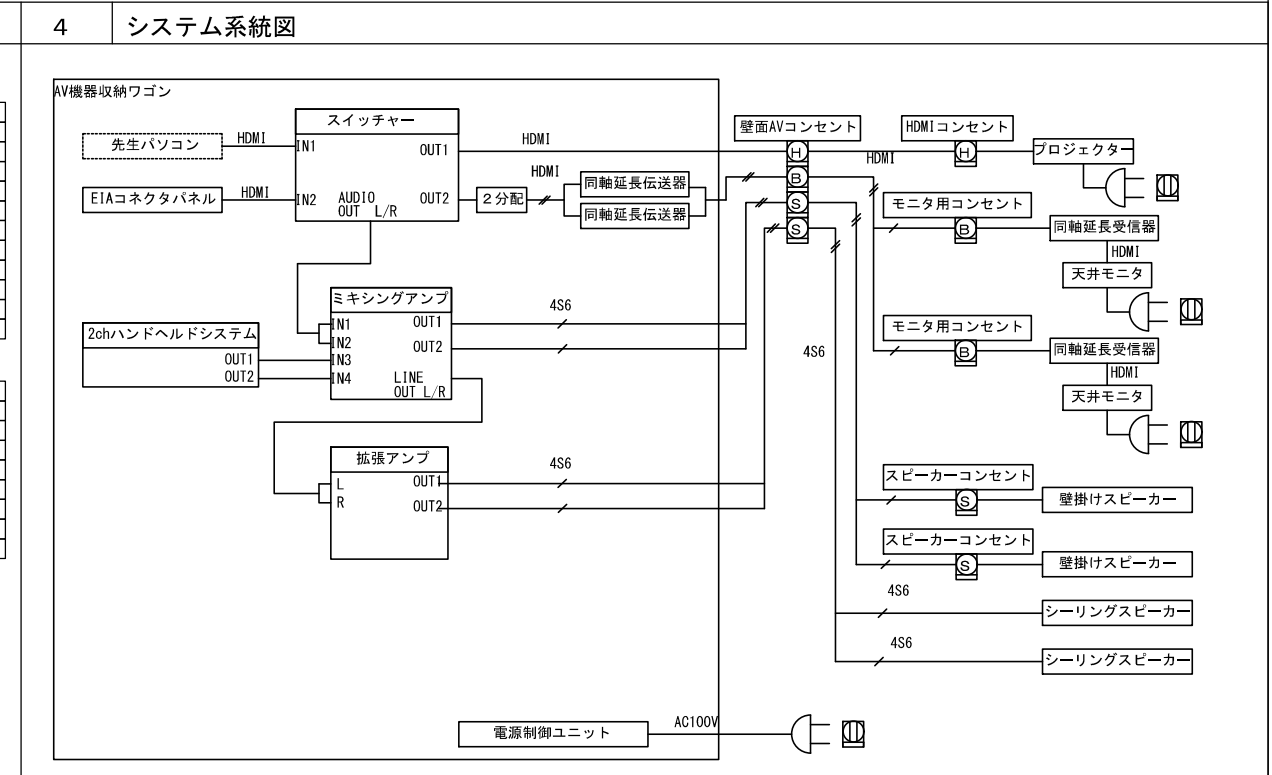 4 システム系統図
AV機器収納ワゴン
先生パソコン
HDMI
EIAコネクタパネル
HDMI
スイッチャー
IN1
OUT1
IN2
AUDIO
OUT L/R
OUT2
HDMI
HDMI
2分配
同軸延長伝送器
同軸延長伝送器
2chハンドヘルドシステム
OUT1
OUT2
ミキシングアンプ
IN1
OUT1
IN2
OUT2
IN3
IN4
LINE
OUT L/R
4S6
拡張アンプ
L
OUT1
R
OUT2
4S6
電源制御ユニット
AC100V
壁面AVコンセント
H
B
S
S
HDMI
HDMIコンセント
H
プロジェクター
モニタ用コンセント
B
同軸延長受信器
HDMI
天井モニタ
モニタ用コンセント
B
同軸延長受信器
HDMI
天井モニタ
4S6
スピーカーコンセント
S
壁掛けスピーカー
スピーカーコンセント
S
壁掛けスピーカー
4S6
シーリングスピーカー
4S6
シーリングスピーカー